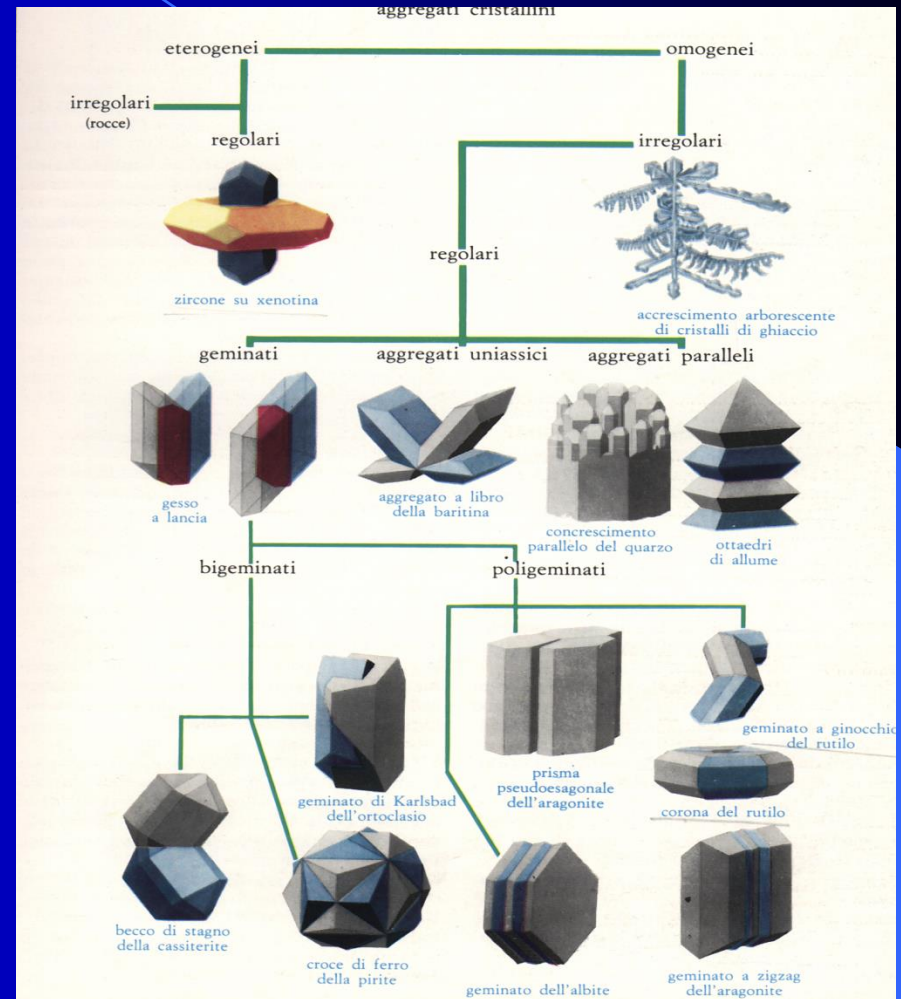 aggregati cristallini
eterogenei
omogenei
irregolari
(rocce)
regolari
irregolari
zircone su xenotina
regolari
accrescimento arborescente
di cristalli di ghiaccio
geminati
aggregati uniassici
aggregati paralleli
gesso
a lancia
aggregato a libro
della baritina
concrescimento
parallelo del quarzo
ottaedri
di allume
bigeminati
poligeminati
geminato di Karlsbad
dell'ortoclasio
prisma
pseudoesagonale
dell'aragonite
geminato a ginocchio
del rutilo
corona del rutilo
becco di stagno
della cassiterite
croce di ferro
della pirite
geminato dell'albite
geminato a zigzag
dell'aragonite